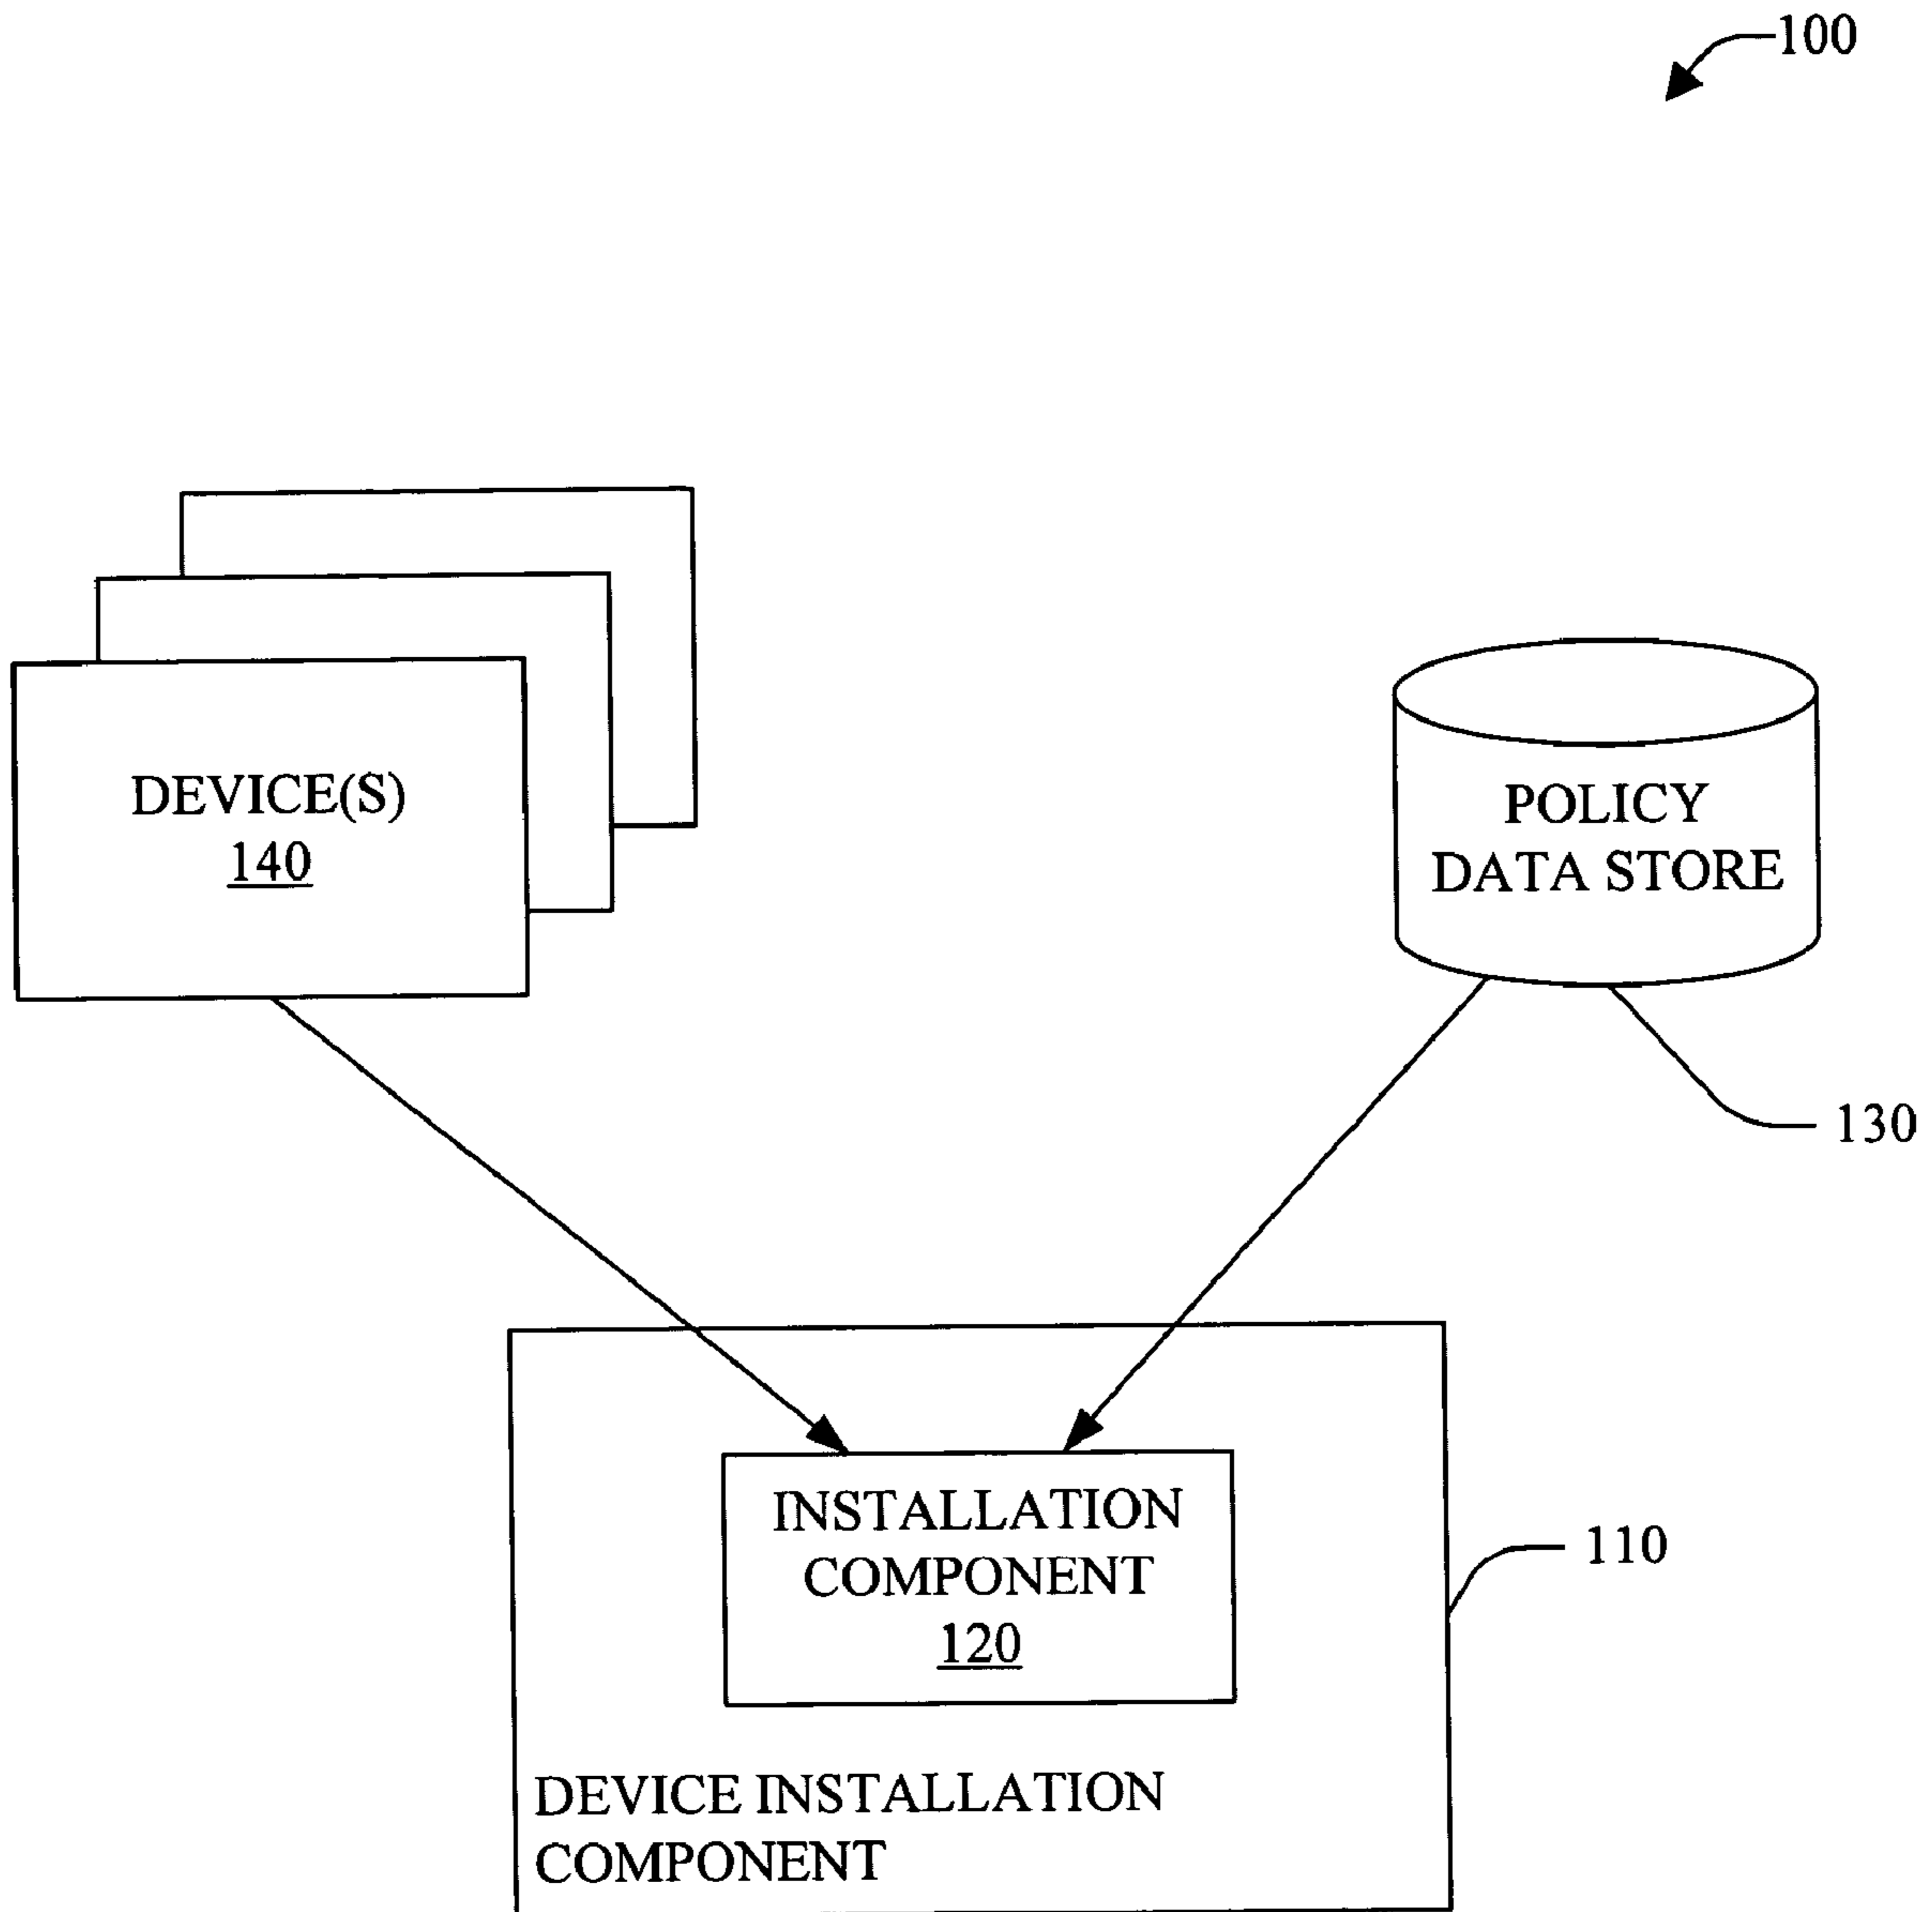 100
DEVICE(S)
140
POLICY
DATA STORE
130
INSTALLATION
COMPONENT
120
110
DEVICE INSTALLATION
COMPONENT